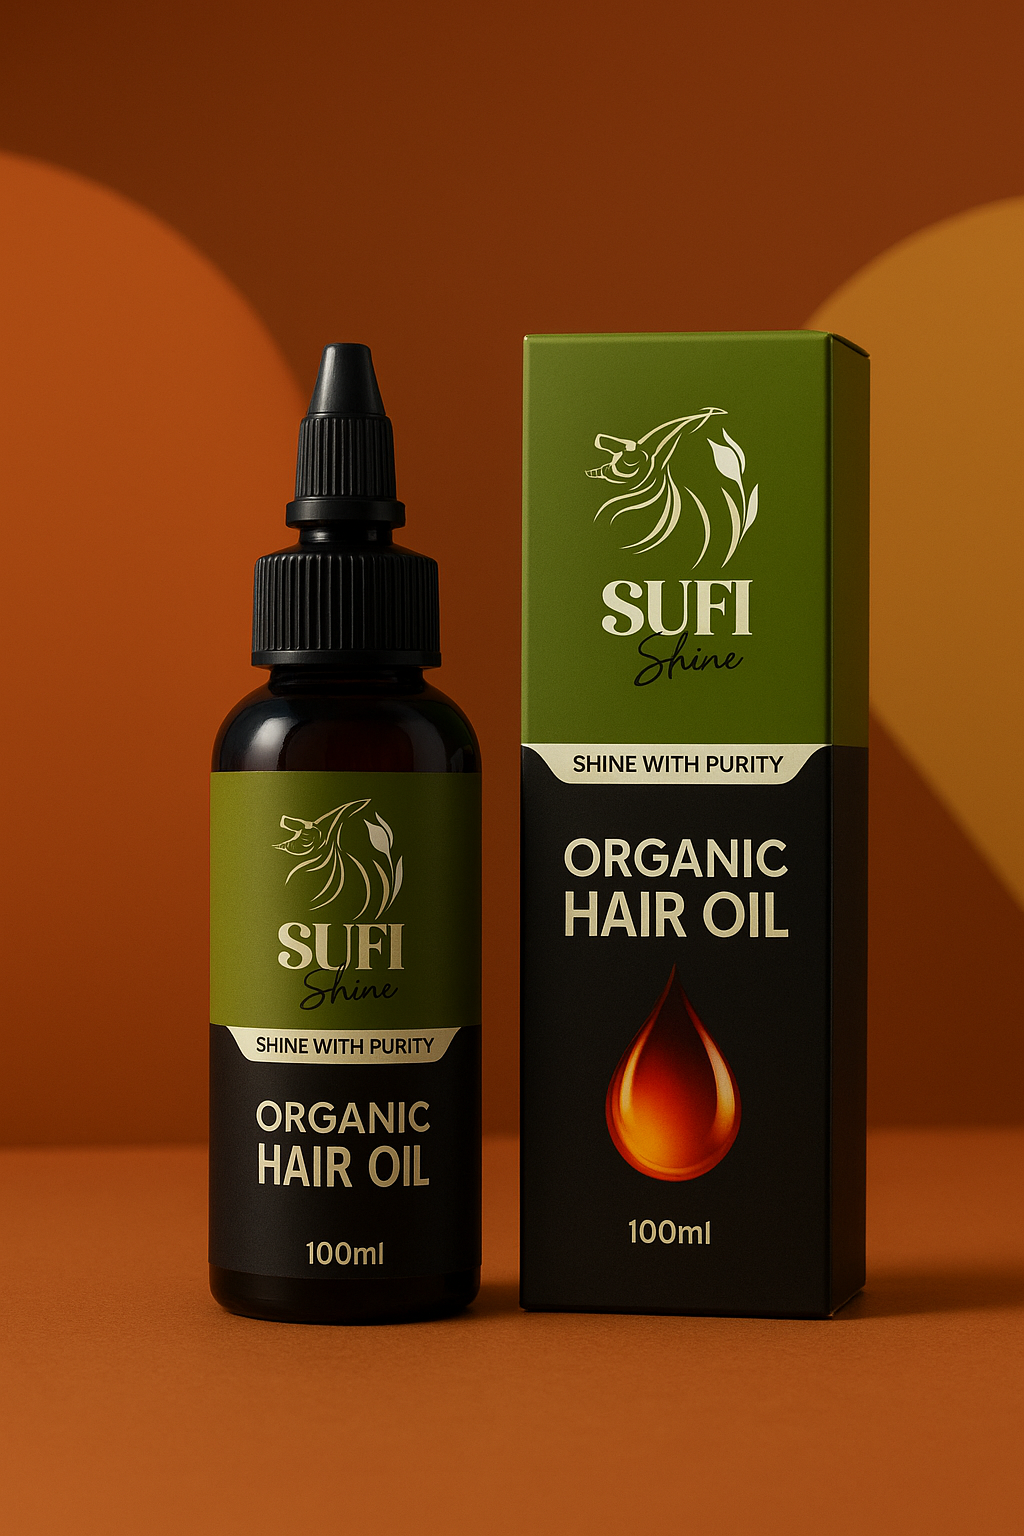 SUFI
Shine
SHINE WITH PURITY
ORGANIC
HAIR OIL
100ml
SUFI
Shine
SHINE WITH PURITY
ORGANIC
HAIR OIL
100ml